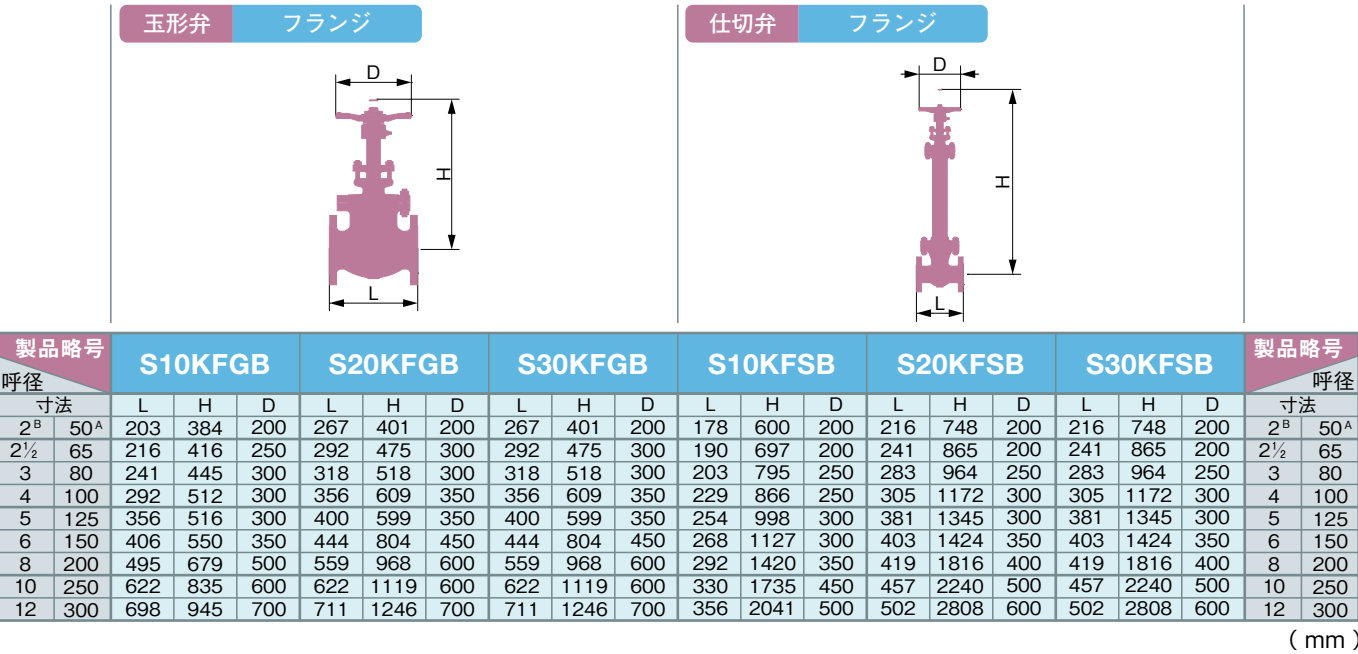 玉形弁 フランジ 仕切弁 フランジ
D D
H H
L L
製品略号 S10KFGB S20KFGB S30KFGB S10KFSB S20KFSB S30KFSB 製品略号
呼径 呼径
寸法 L H D L H D L H D L H D L H D L H D 寸法
2B 50A 203 384 200 267 401 200 267 401 200 178 600 200 216 748 200 216 748 200 2B 50A
2½ 65 216 416 250 292 475 300 292 475 300 190 697 200 241 865 200 241 865 200 2½ 65
3 80 241 445 300 318 518 300 318 518 300 203 795 250 283 964 250 283 964 250 3 80
4 100 292 512 300 356 609 350 356 609 350 229 866 250 305 1172 300 305 1172 300 4 100
5 125 356 516 300 400 599 350 400 599 350 254 998 300 381 1345 300 381 1345 300 5 125
6 150 406 550 350 444 804 450 444 804 450 268 1127 300 403 1424 350 403 1424 350 6 150
8 200 495 679 500 559 968 600 559 968 600 292 1420 350 419 1816 400 419 1816 400 8 200
10 250 622 835 600 622 1119 600 622 1119 600 330 1735 450 457 2240 500 457 2240 500 10 250
12 300 698 945 700 711 1246 700 711 1246 700 356 2041 500 502 2808 600 502 2808 600 12 300
( mm )